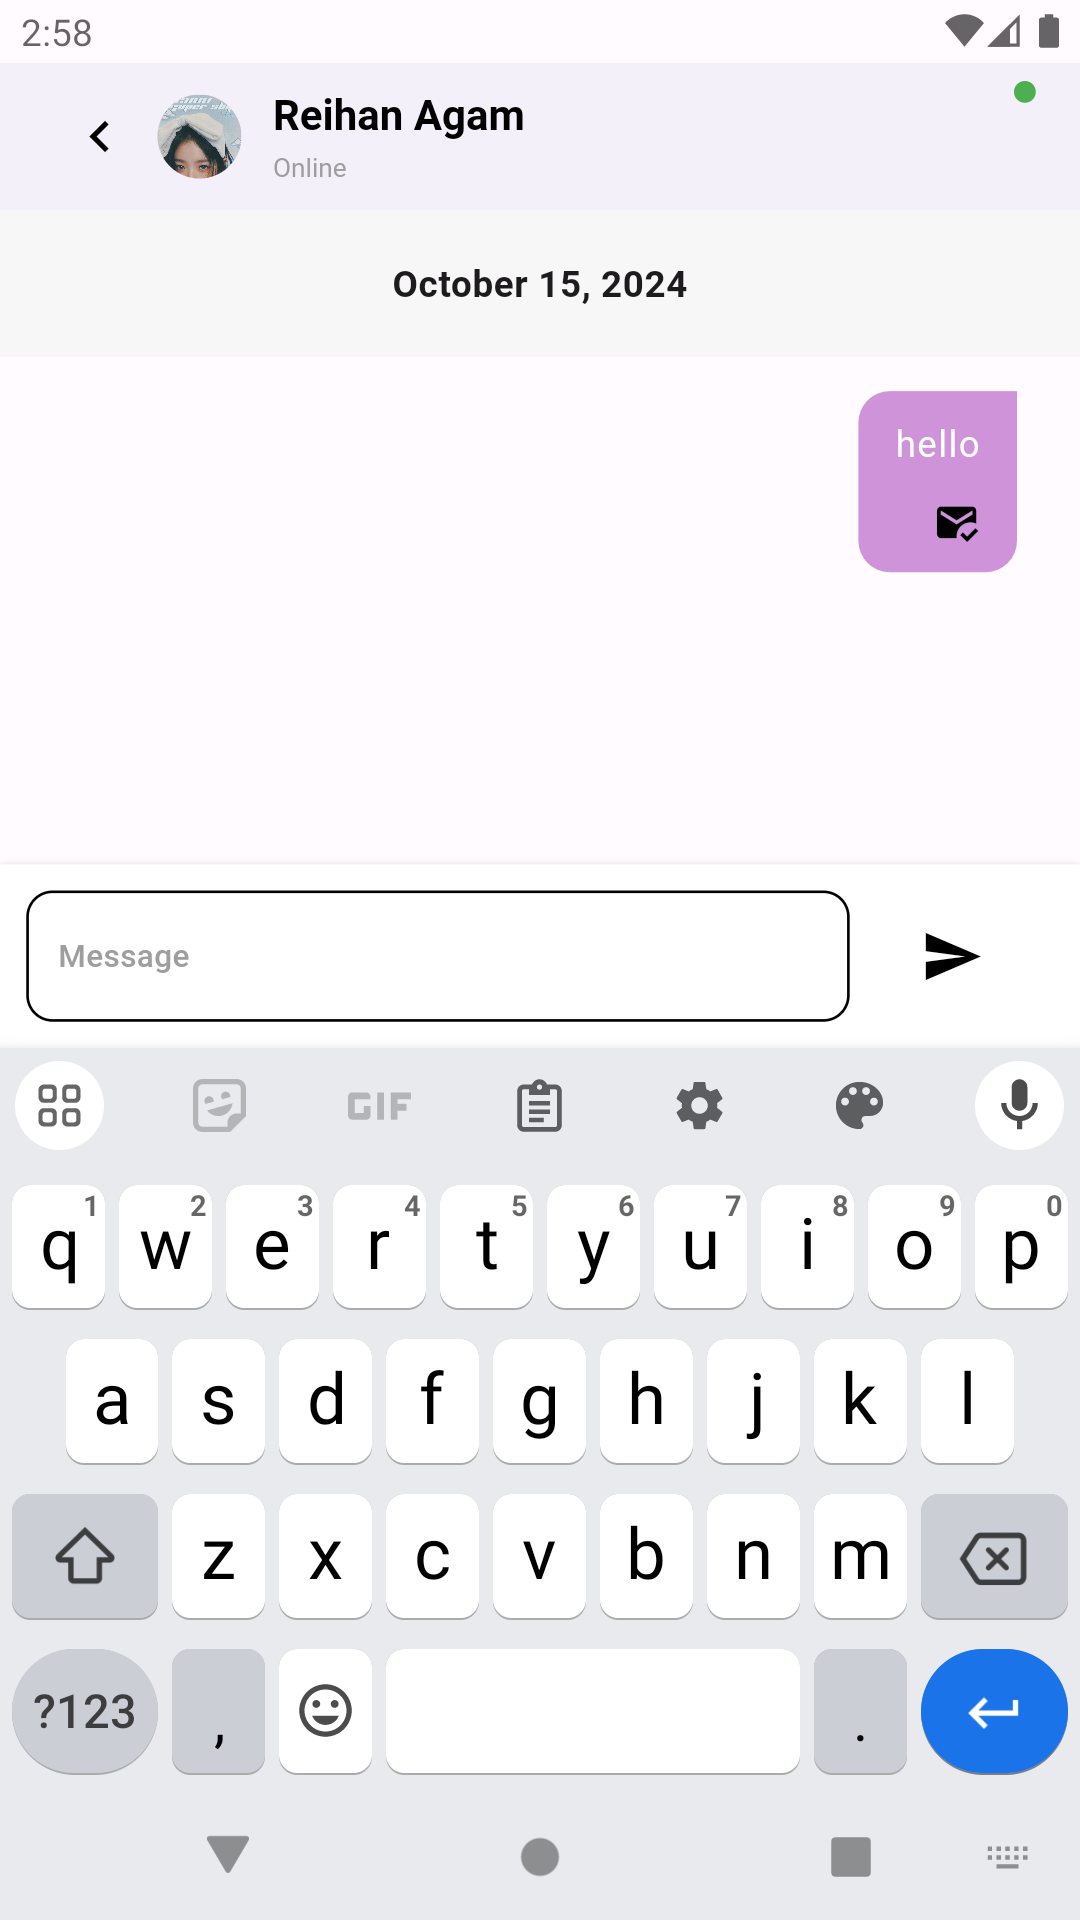 2:58
Reihan Agam
Online
October 15, 2024
hello
Message
GIF
q 1 w 2 e 3 r 4 t 5 y 6 u 7 i 8 o 9 p 0
a s d f g h j k l
z x c v b n m
?123 , .